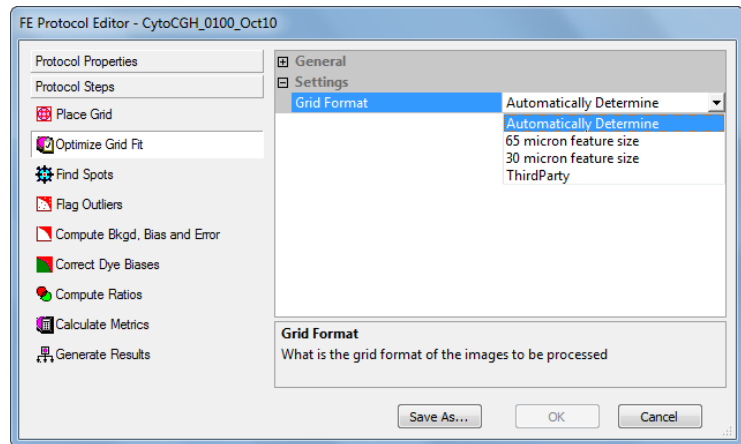 FE Protocol Editor - CytoCGH_0100_Oct10
Protocol Properties
Protocol Steps
Place Grid
Optimize Grid Fit
Find Spots
Flag Outliers
Compute Bkgd, Bias and Error
Correct Dye Biases
Compute Ratios
Calculate Metrics
Generate Results
General
Settings
Grid Format Automatically Determine
Automatically Determine
65 micron feature size
30 micron feature size
ThirdParty
Grid Format
What is the grid format of the images to be processed
Save As... OK Cancel